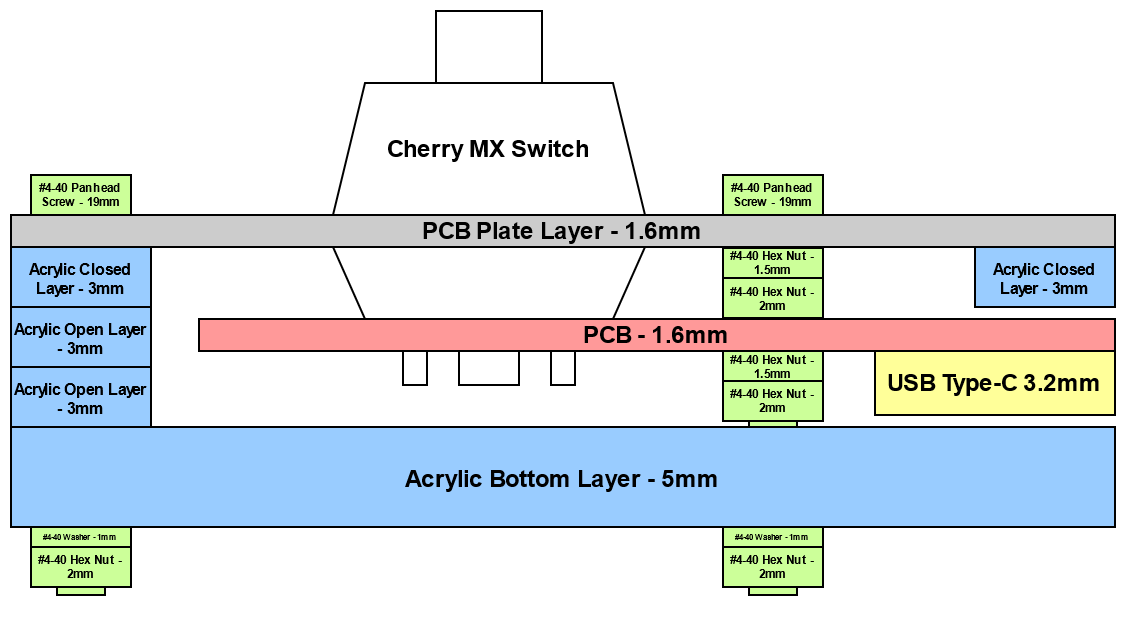 Cherry MX Switch
#4-40 Panhead
Screw - 19mm
#4-40 Panhead
Screw - 19mm
PCB Plate Layer - 1.6mm
Acrylic Closed
Layer - 3mm
#4-40 Hex Nut -
1.5mm
#4-40 Hex Nut -
2mm
Acrylic Closed
Layer - 3mm
Acrylic Open Layer
- 3mm
PCB - 1.6mm
Acrylic Open Layer
- 3mm
#4-40 Hex Nut -
1.5mm
#4-40 Hex Nut -
2mm
USB Type-C 3.2mm
Acrylic Bottom Layer - 5mm
#4-40 Washer - 1mm
#4-40 Hex Nut -
2mm
#4-40 Washer - 1mm
#4-40 Hex Nut -
2mm